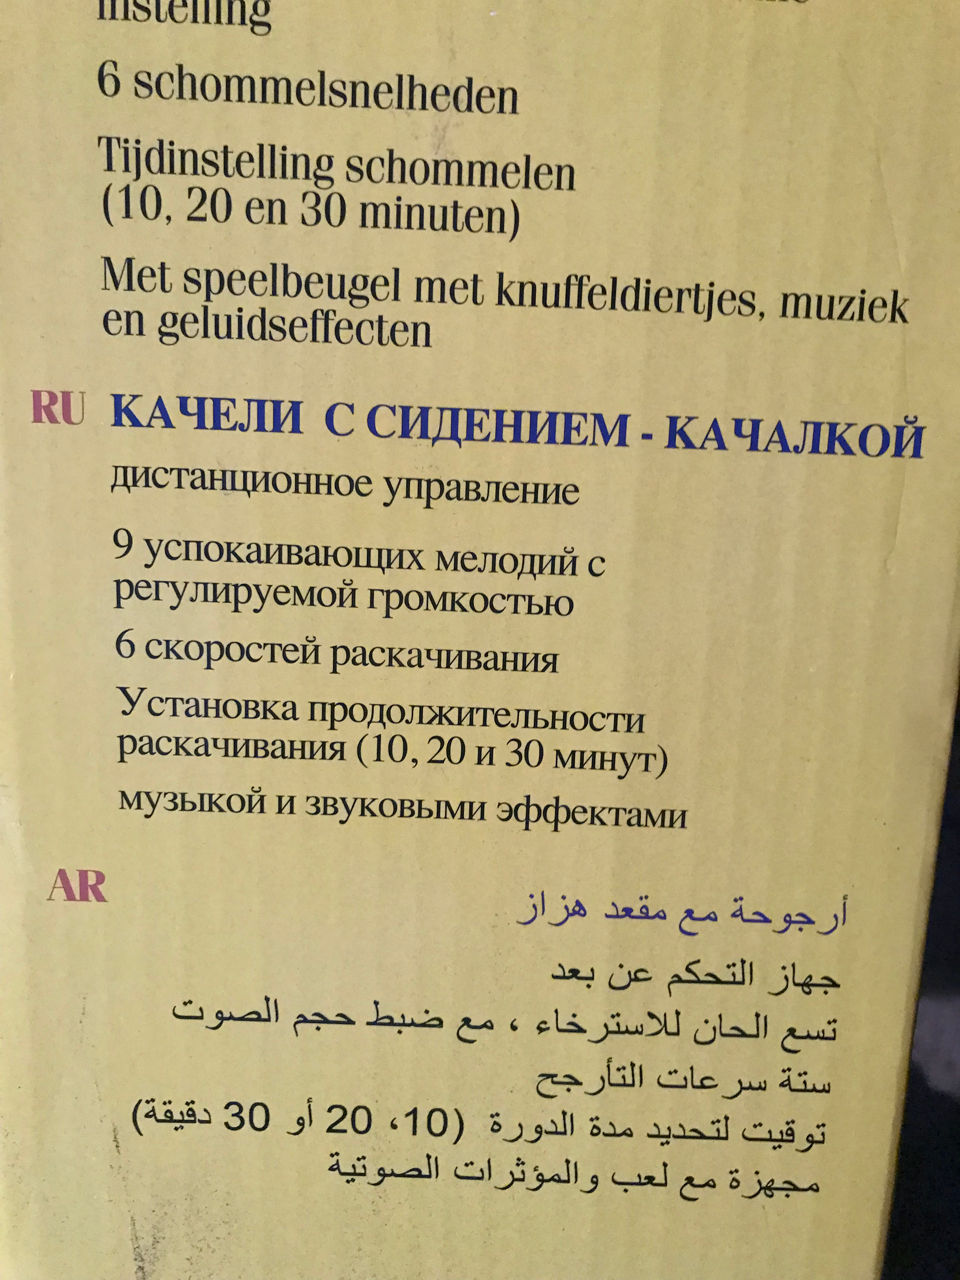 instelling
6 schommelsnelheden
Tijdinstelling schommelen
(10, 20 en 30 minuten)
Met speelbeugel met knuffeldiertjes, muziek
en geluidseffecten
RU КАЧЕЛИ С СИДЕНИЕМ - КАЧАЛКОЙ
дистанционное управление
9 успокаивающих мелодий с
регулируемой громкостью
6 скоростей раскачивания
Установка продолжительности
раскачивания (10, 20 и 30 минут)
музыкой и звуковыми эффектами
AR
أرجوحة مع مقعد هزاز
جهاز التحكم عن بعد
تسع الحان للاسترخاء ، مع ضبط حجم الصوت
ستة سرعات التأرجح
توقيت لتحديد مدة الدورة (10، 20 أو 30 دقيقة)
مجهزة مع لعب والمؤثرات الصوتية